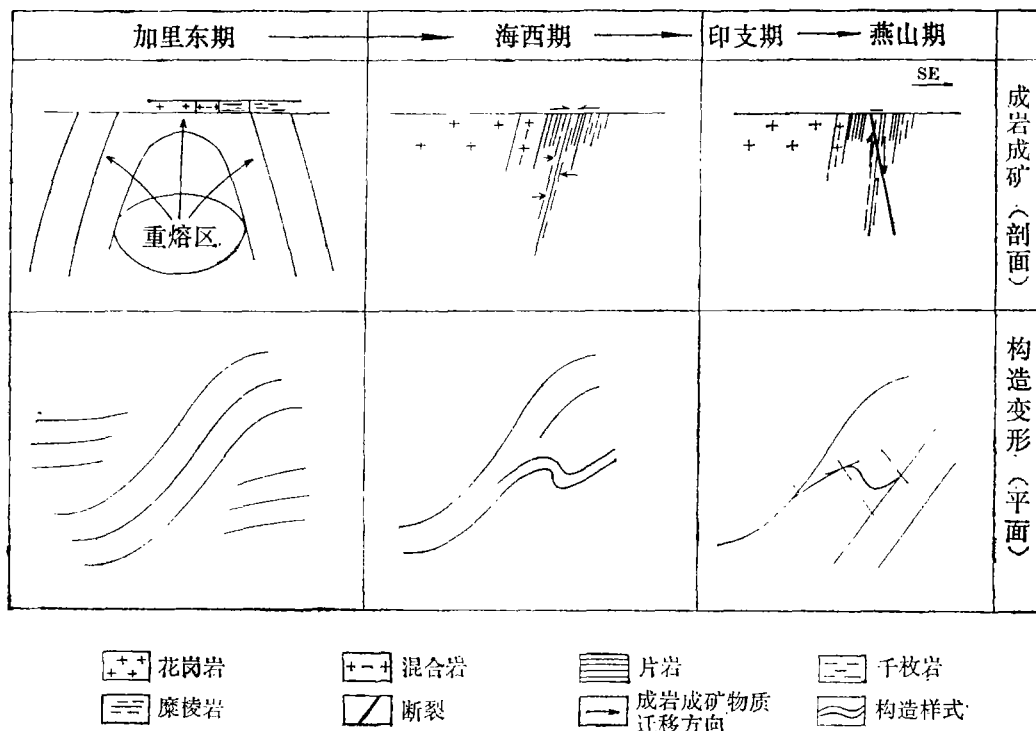 加里东期
海西期
印支期
燕山期
SE
重熔区
成岩成矿（剖面）
构造变形（平面）
花岗岩
混合岩
片岩
千枚岩
糜棱岩
断裂
成岩成矿物质
迁移方向
构造样式